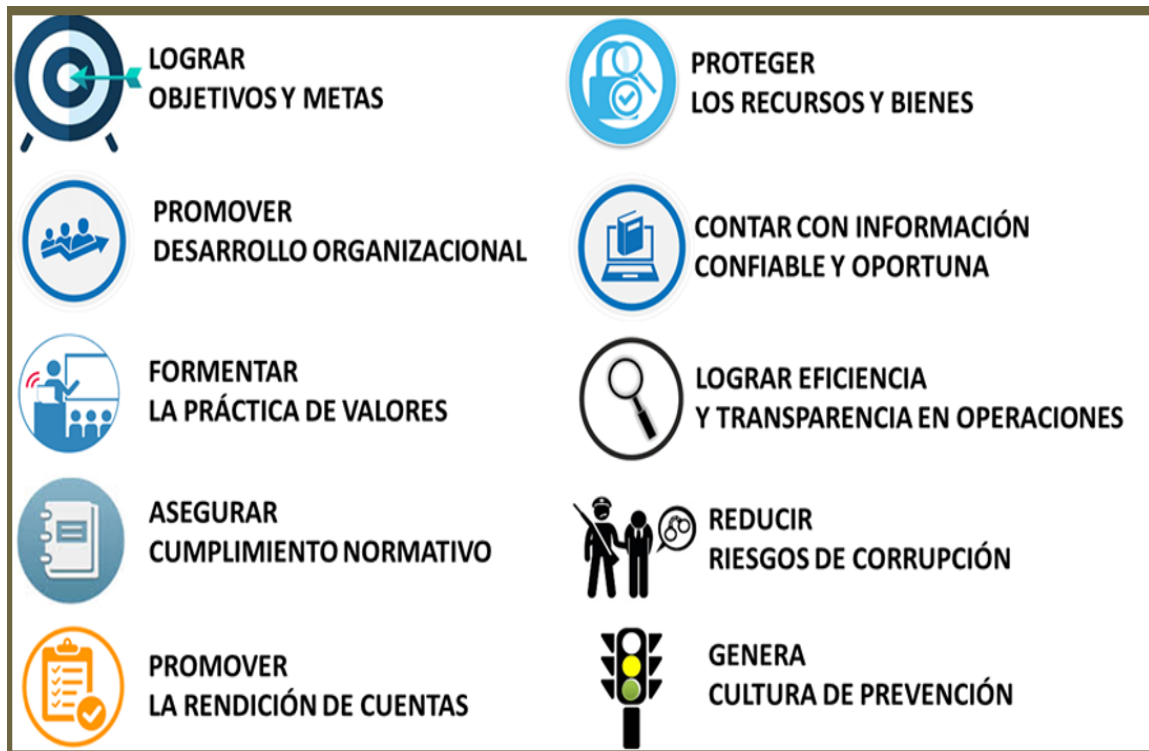 LOGRAR
OBJETIVOS Y METAS
PROMOVER
DESARROLLO ORGANIZACIONAL
FORMENTAR
LA PRÁCTICA DE VALORES
ASEGURAR
CUMPLIMIENTO NORMATIVO
PROMOVER
LA RENDICIÓN DE CUENTAS
PROTEGER
LOS RECURSOS Y BIENES
CONTAR CON INFORMACIÓN
CONFIABLE Y OPORTUNA
LOGRAR EFICIENCIA
Y TRANSPARENCIA EN OPERACIONES
REDUCIR
RIESGOS DE CORRUPCIÓN
GENERA
CULTURA DE PREVENCIÓN